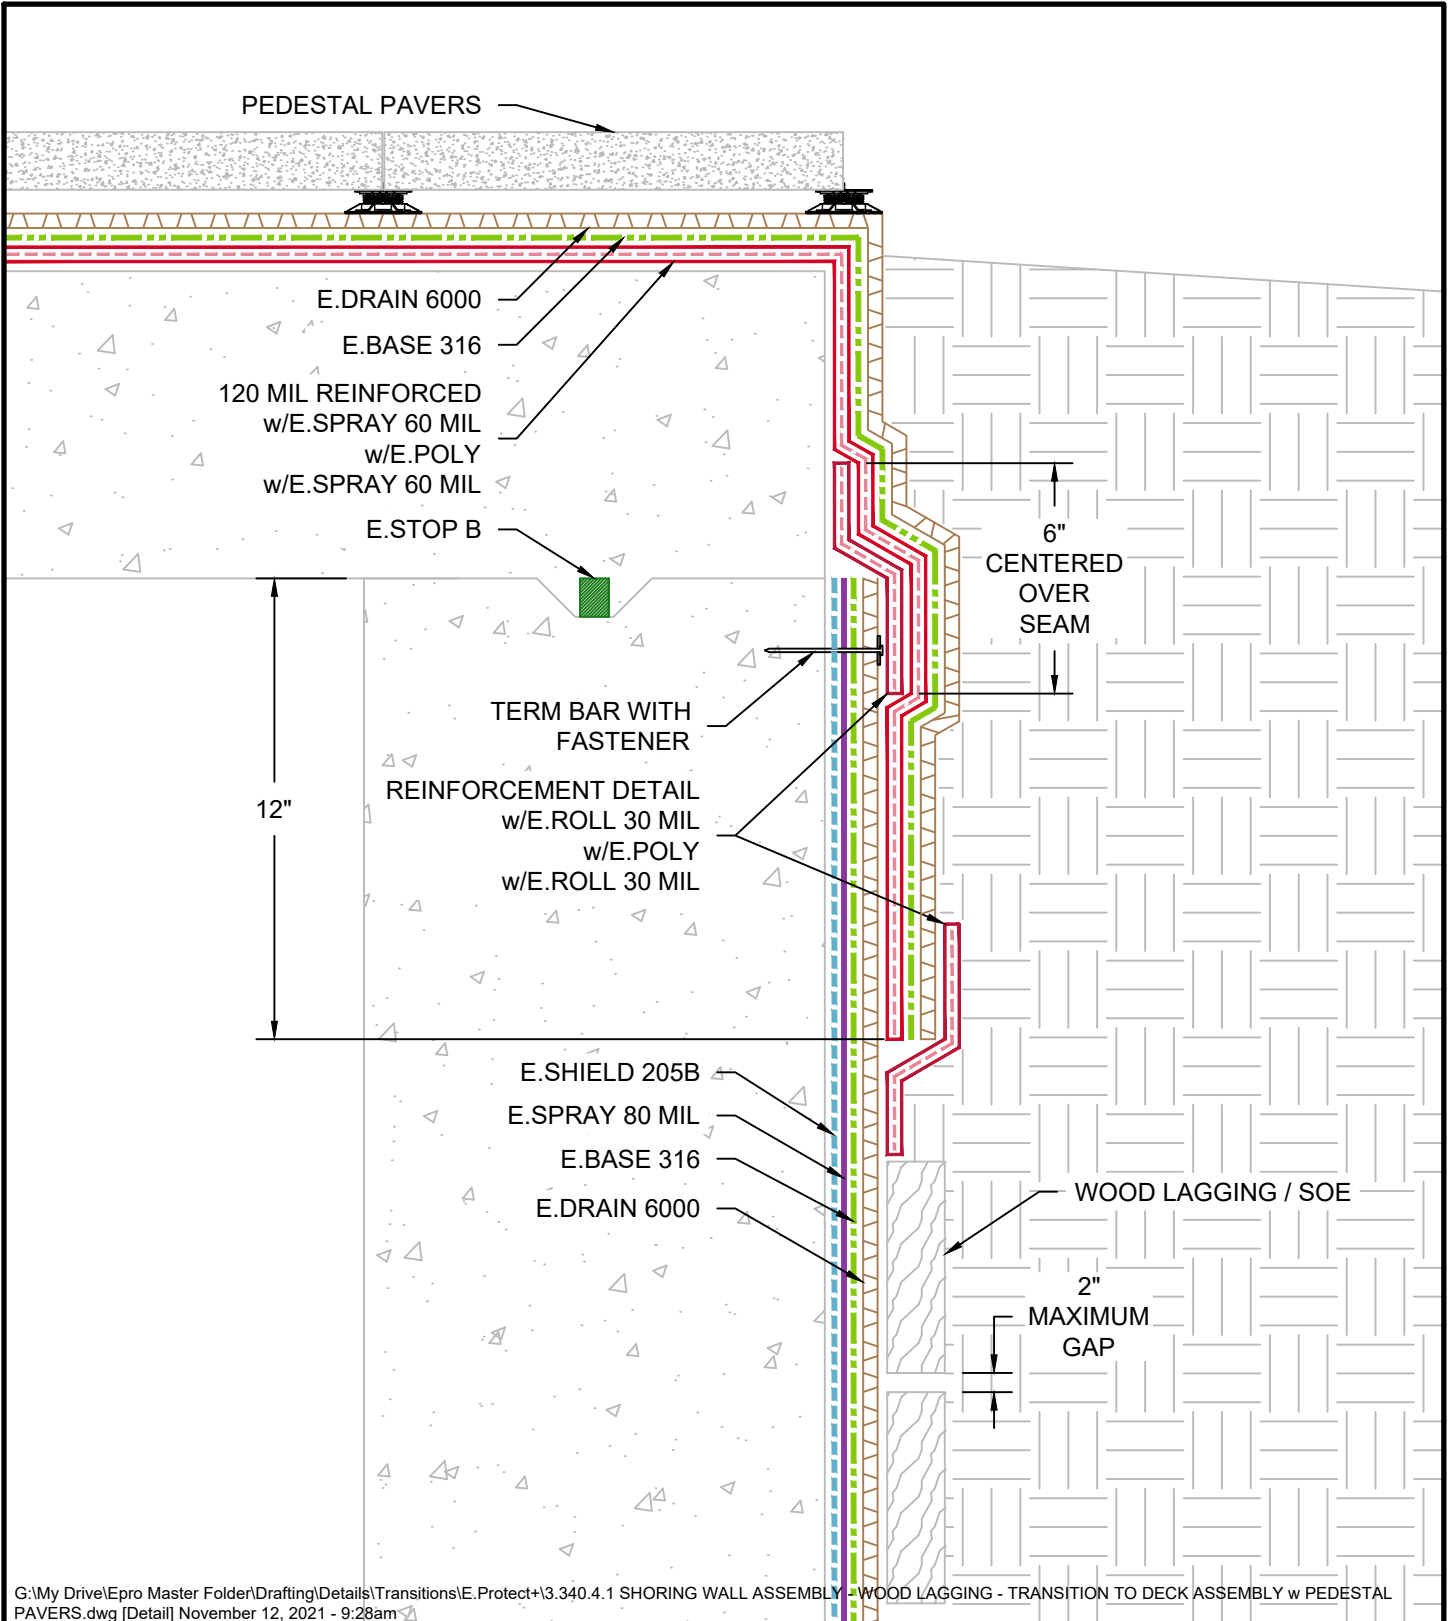 PEDESTAL PAVERS
E.DRAIN 6000
E.BASE 316
120 MIL REINFORCED
w/E.SPRAY 60 MIL
w/E.POLY
w/E.SPRAY 60 MIL
E.STOP B
6"
CENTERED
OVER
SEAM
TERM BAR WITH
FASTENER
REINFORCEMENT DETAIL
w/E.ROLL 30 MIL
w/E.POLY
w/E.ROLL 30 MIL
12"
E.SHIELD 205B
E.SPRAY 80 MIL
E.BASE 316
E.DRAIN 6000
WOOD LAGGING / SOE
2"
MAXIMUM
GAP
G:\My Drive\Epro Master Folder\Drafting\Details\Transitions\E.Protect+\3.340.4.1 SHORING WALL ASSEMBLY - WOOD LAGGING - TRANSITION TO DECK ASSEMBLY w PEDESTAL
PAVERS.dwg [Detail] November 12, 2021 - 9:28am